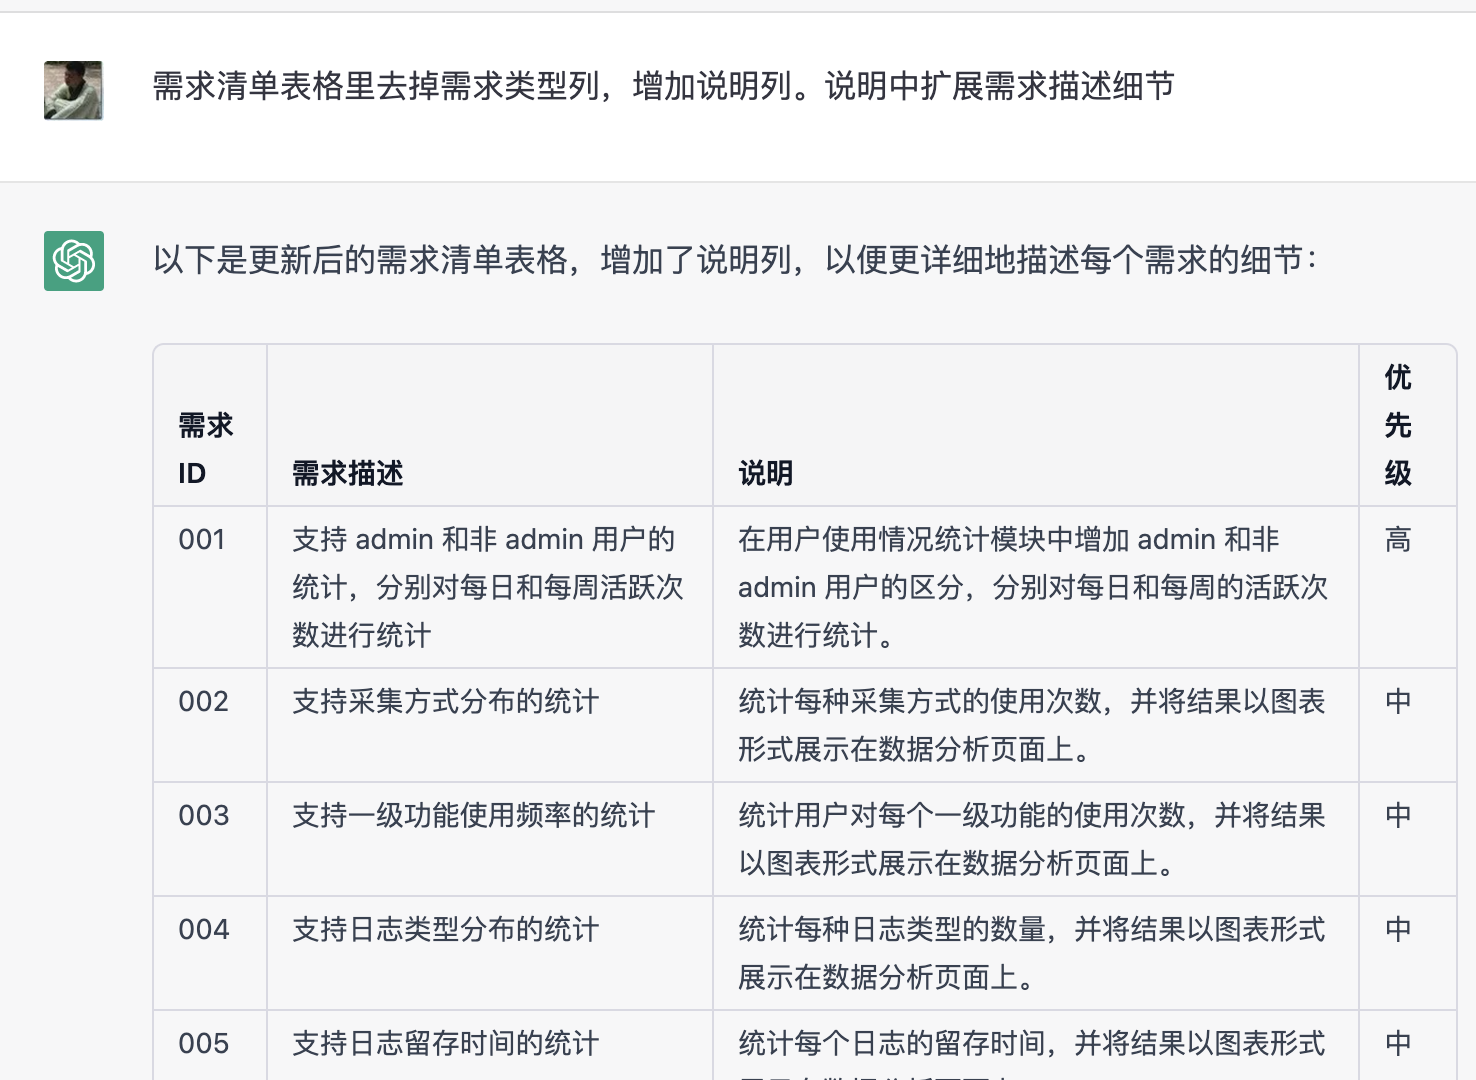 需求清单表格里去掉需求类型列，增加说明列。说明中扩展需求描述细节
以下是更新后的需求清单表格，增加了说明列，以便更详细地描述每个需求的细节：
需求
ID
需求描述
说明
优
先
级
001
支持 admin 和非 admin 用户的
统计，分别对每日和每周活跃次
数进行统计
在用户使用情况统计模块中增加 admin 和非
admin 用户的区分，分别对每日和每周的活跃次
数进行统计。
高
002
支持采集方式分布的统计
统计每种采集方式的使用次数，并将结果以图表
形式展示在数据分析页面上。
中
003
支持一级功能使用频率的统计
统计用户对每个一级功能的使用次数，并将结果
以图表形式展示在数据分析页面上。
中
004
支持日志类型分布的统计
统计每种日志类型的数量，并将结果以图表形式
展示在数据分析页面上。
中
005
支持日志留存时间的统计
统计每个日志的留存时间，并将结果以图表形式
中